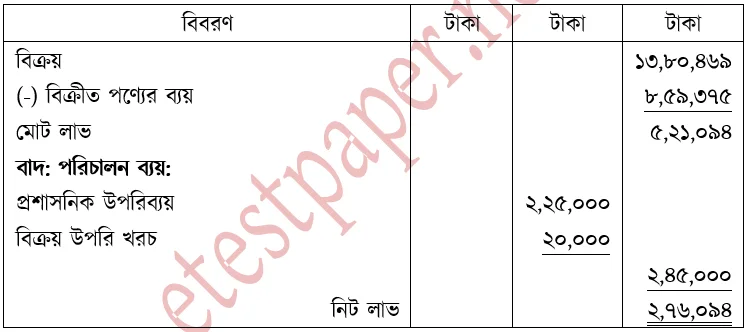 বিবরণ টাকা টাকা টাকা
বিক্রয় ১৩,৮০,৪৬৯
(-) বিক্রীত পণ্যের ব্যয় ৮,৫৯,৩৭৫
মোট লাভ ৫,২১,০৯৪
বাদ: পরিচালন ব্যয়:
প্রশাসনিক উপরিব্যয় ২,২৫,০০০
বিক্রয় উপরি খরচ ২০,০০০
২,৪৫,০০০
নিট লাভ ২,৭৬,০৯৪